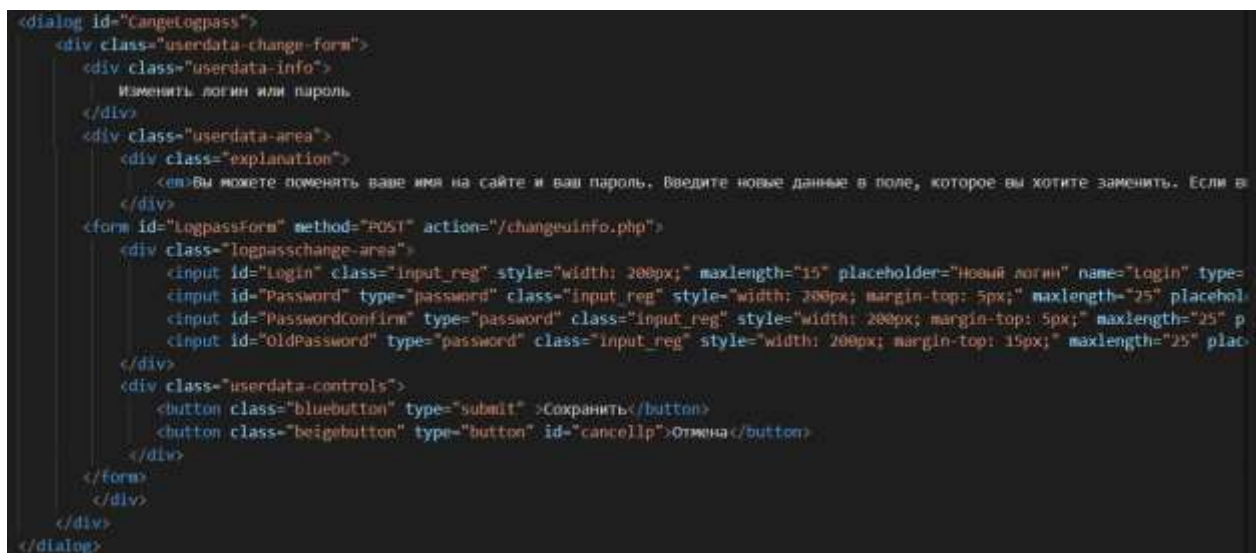 <dialog id="CangeLogpass">
<div class="userdata-change-form">
<div class="userdata-info">
Изменить логин или пароль
</div>
<div class="userdata-area">
<div class="explanation">
<em>Вы можете поменять ваше имя на сайте и ваш пароль. Введите новые данные в поле, которое вы хотите заменить. Если
</div>
<form id="LogpassForm" method="POST" action="/changeuinfo.php">
<div class="logpasschange-area">
<input id="Login" class="input_reg" style="width: 200px;" maxlength="15" placeholder="Новый логин" name="Login" type=
<input id="Password" type="password" class="input_reg" style="width: 200px; margin-top: 5px;" maxlength="25" placehol
<input id="PasswordConfirm" type="password" class="input_reg" style="width: 200px; margin-top: 5px;" maxlength="25" p
<input id="OldPassword" type="password" class="input_reg" style="width: 200px; margin-top: 15px;" maxlength="25" plac
</div>
<div class="userdata-controls">
<button class="bluebutton" type="submit" >Сохранить</button>
<button class="beigebutton" type="button" id="cancellp">Отмена</button>
</div>
</form>
</div>
</div>
</dialog>